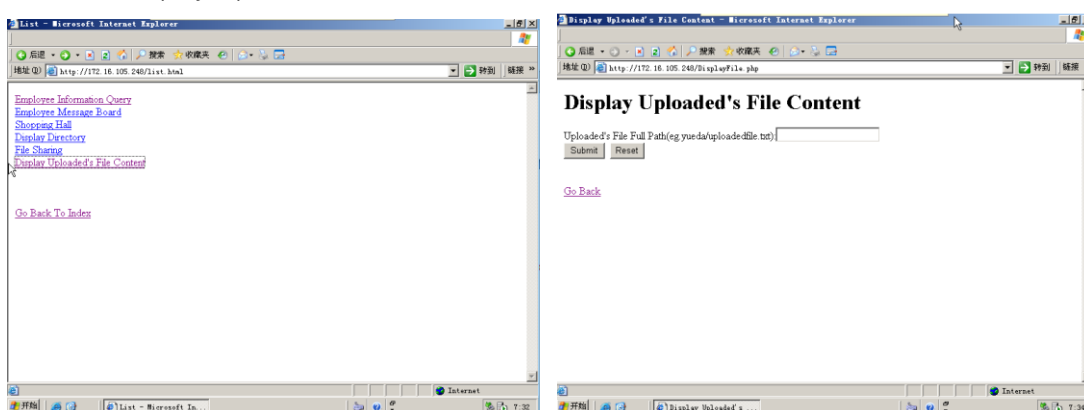 List - Microsoft Internet Explorer
后退
搜索
收藏夹
地址(D)
http://172.16.105.248/list.html
转到
链接 »
Employee Information Query
Employee Message Board
Shopping Hall
Display Directory
File Sharing
Display Uploaded's File Content
Go Back To Index
Internet
开始
List - Microsoft In...
7:32
Display Uploaded's File Content - Microsoft Internet Explorer
后退
搜索
收藏夹
地址(D)
http://172.16.105.248/DisplayFile.php
转到
链接
Display Uploaded's File Content
Uploaded's File Full Path(eg.yueda/uploadedfile.txt):
Submit Reset
Go Back
Internet
开始
Display Uploaded's ...
7:34